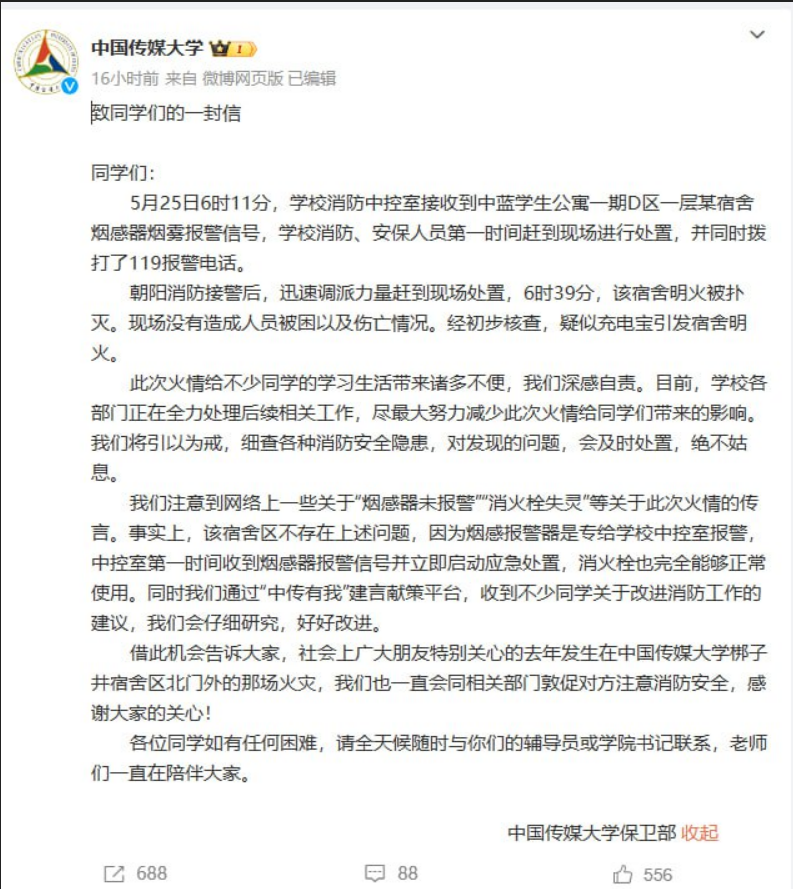 中国传媒大学 1
16小时前 来自 微博网页版 已编辑
致同学们的一封信
同学们：
5月25日6时11分，学校消防中控室接收到中蓝学生公寓一期D区一层某宿舍
烟感器烟雾报警信号，学校消防、安保人员第一时间赶到现场进行处置，并同时拨
打了119报警电话。
朝阳消防接警后，迅速调派力量赶到现场处置，6时39分，该宿舍明火被扑
灭。现场没有造成人员被困以及伤亡情况。经初步核查，疑似充电宝引发宿舍明
火。
此次火情给不少同学的学习生活带来诸多不便，我们深感自责。目前，学校各
部门正在全力处理后续相关工作，尽最大努力减少此次火情给同学们带来的影响。
我们将引以为戒，细查各种消防安全隐患，对发现的问题，会及时处置，绝不姑
息。
我们注意到网络上一些关于“烟感器未报警”“消火栓失灵”等关于此次火情的传
言。事实上，该宿舍区不存在上述问题，因为烟感报警器是专给学校中控室报警，
中控室第一时间收到烟感器报警信号并立即启动应急处置，消火栓也完全能够正常
使用。同时我们通过“中传有我”建言献策平台，收到不少同学关于改进消防工作的
建议，我们会仔细研究，好好改进。
借此机会告诉大家，社会上广大朋友特别关心的去年发生在中国传媒大学梆子
井宿舍区北门外的那场火灾，我们也一直会同相关部门敦促对方注意消防安全，感
谢大家的关心！
各位同学如有任何困难，请全天候随时与你们的辅导员或学院书记联系，老师
们一直在陪伴大家。
中国传媒大学保卫部 收起
688 88 556